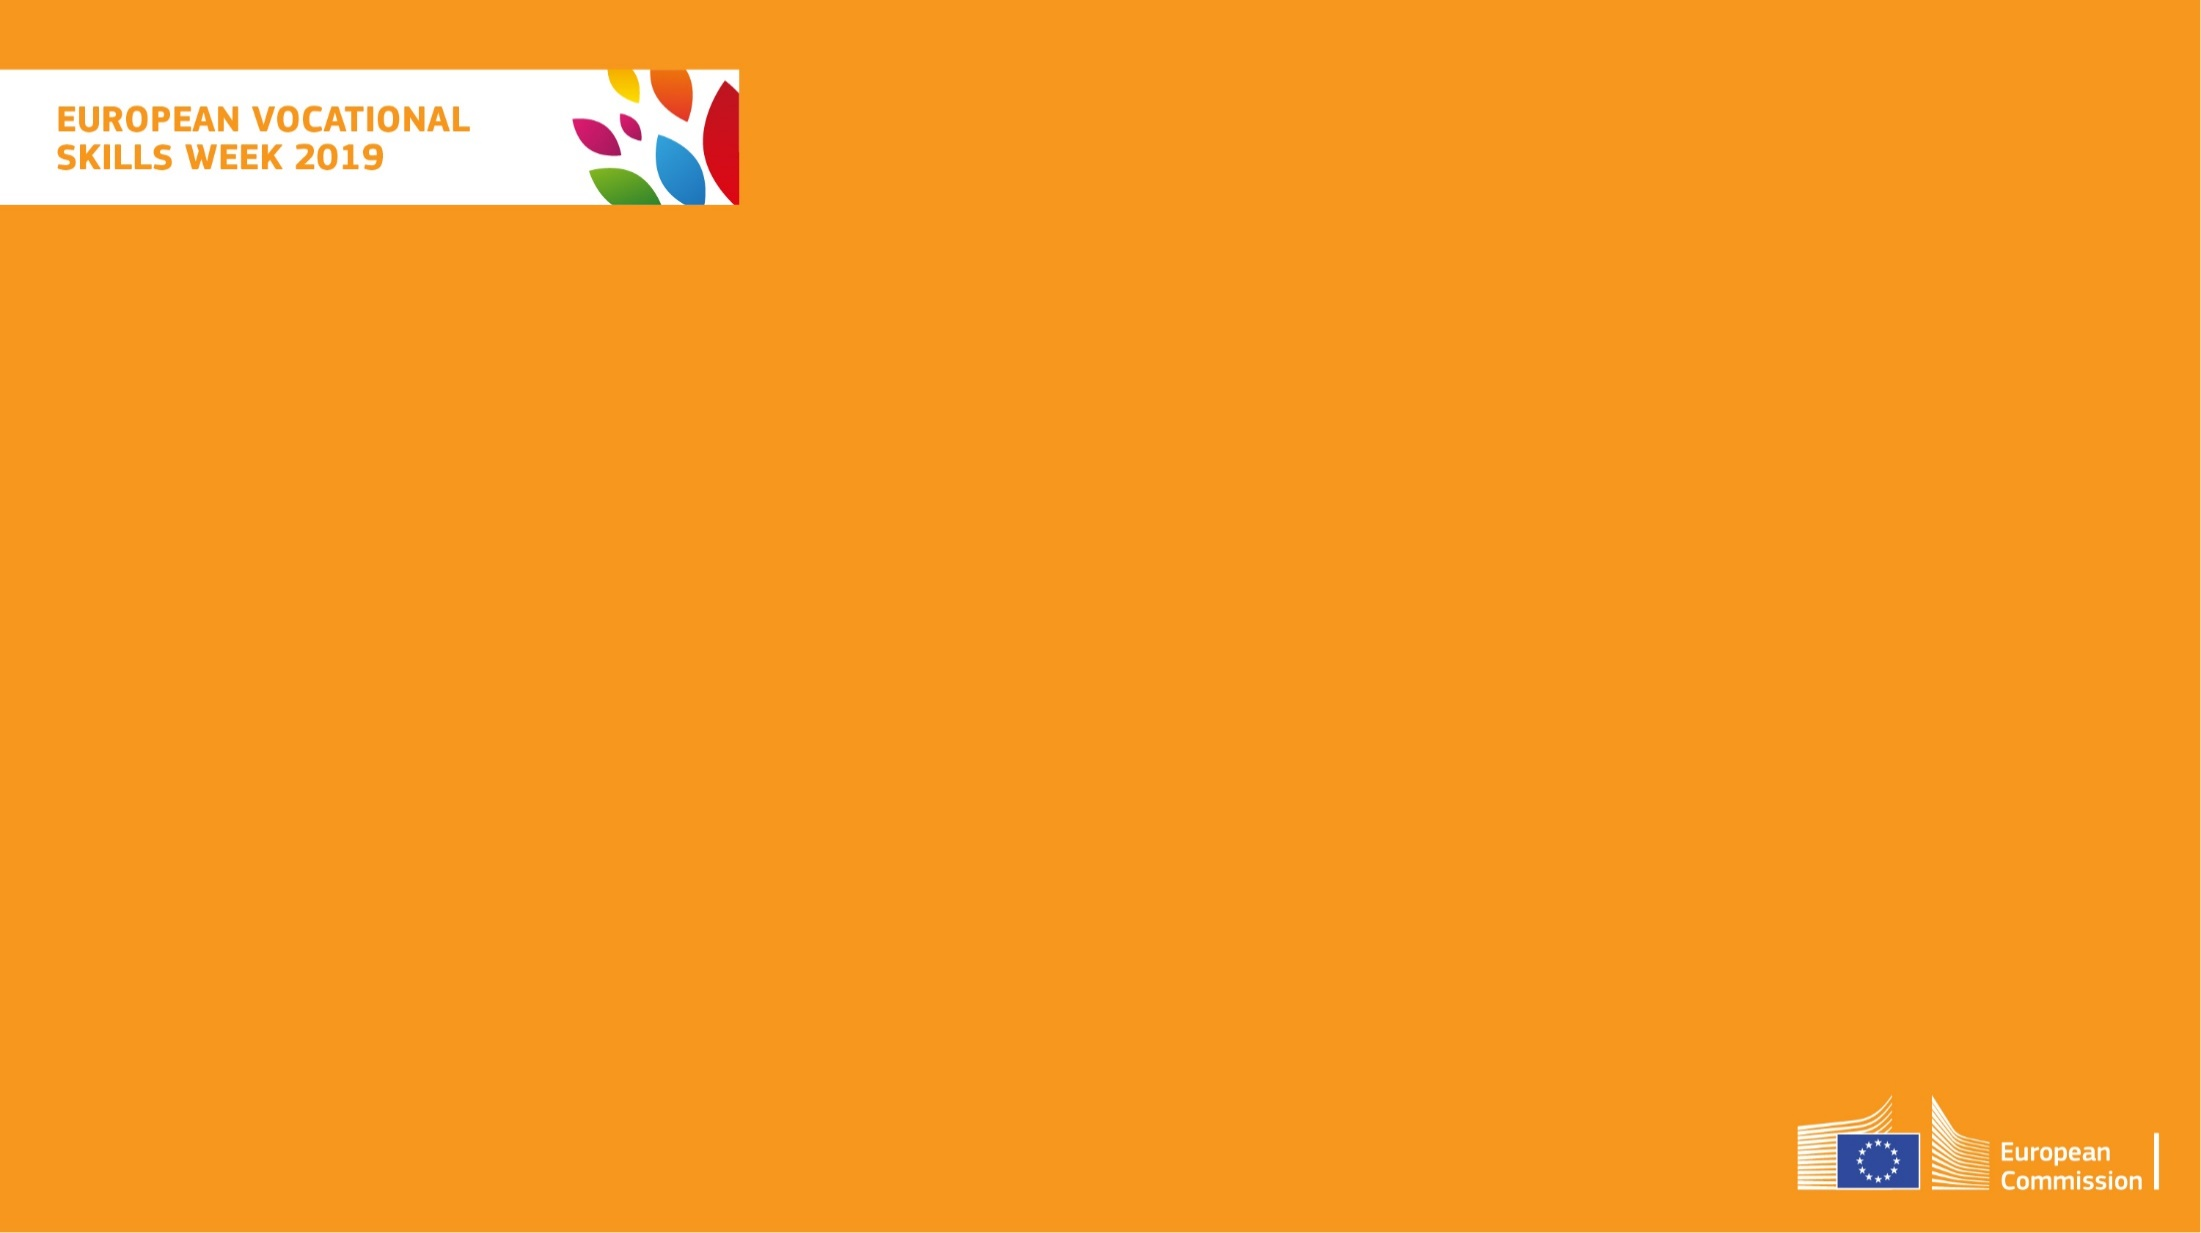 EUROPEAN VOCATIONAL
SKILLS WEEK 2019
European
Commission